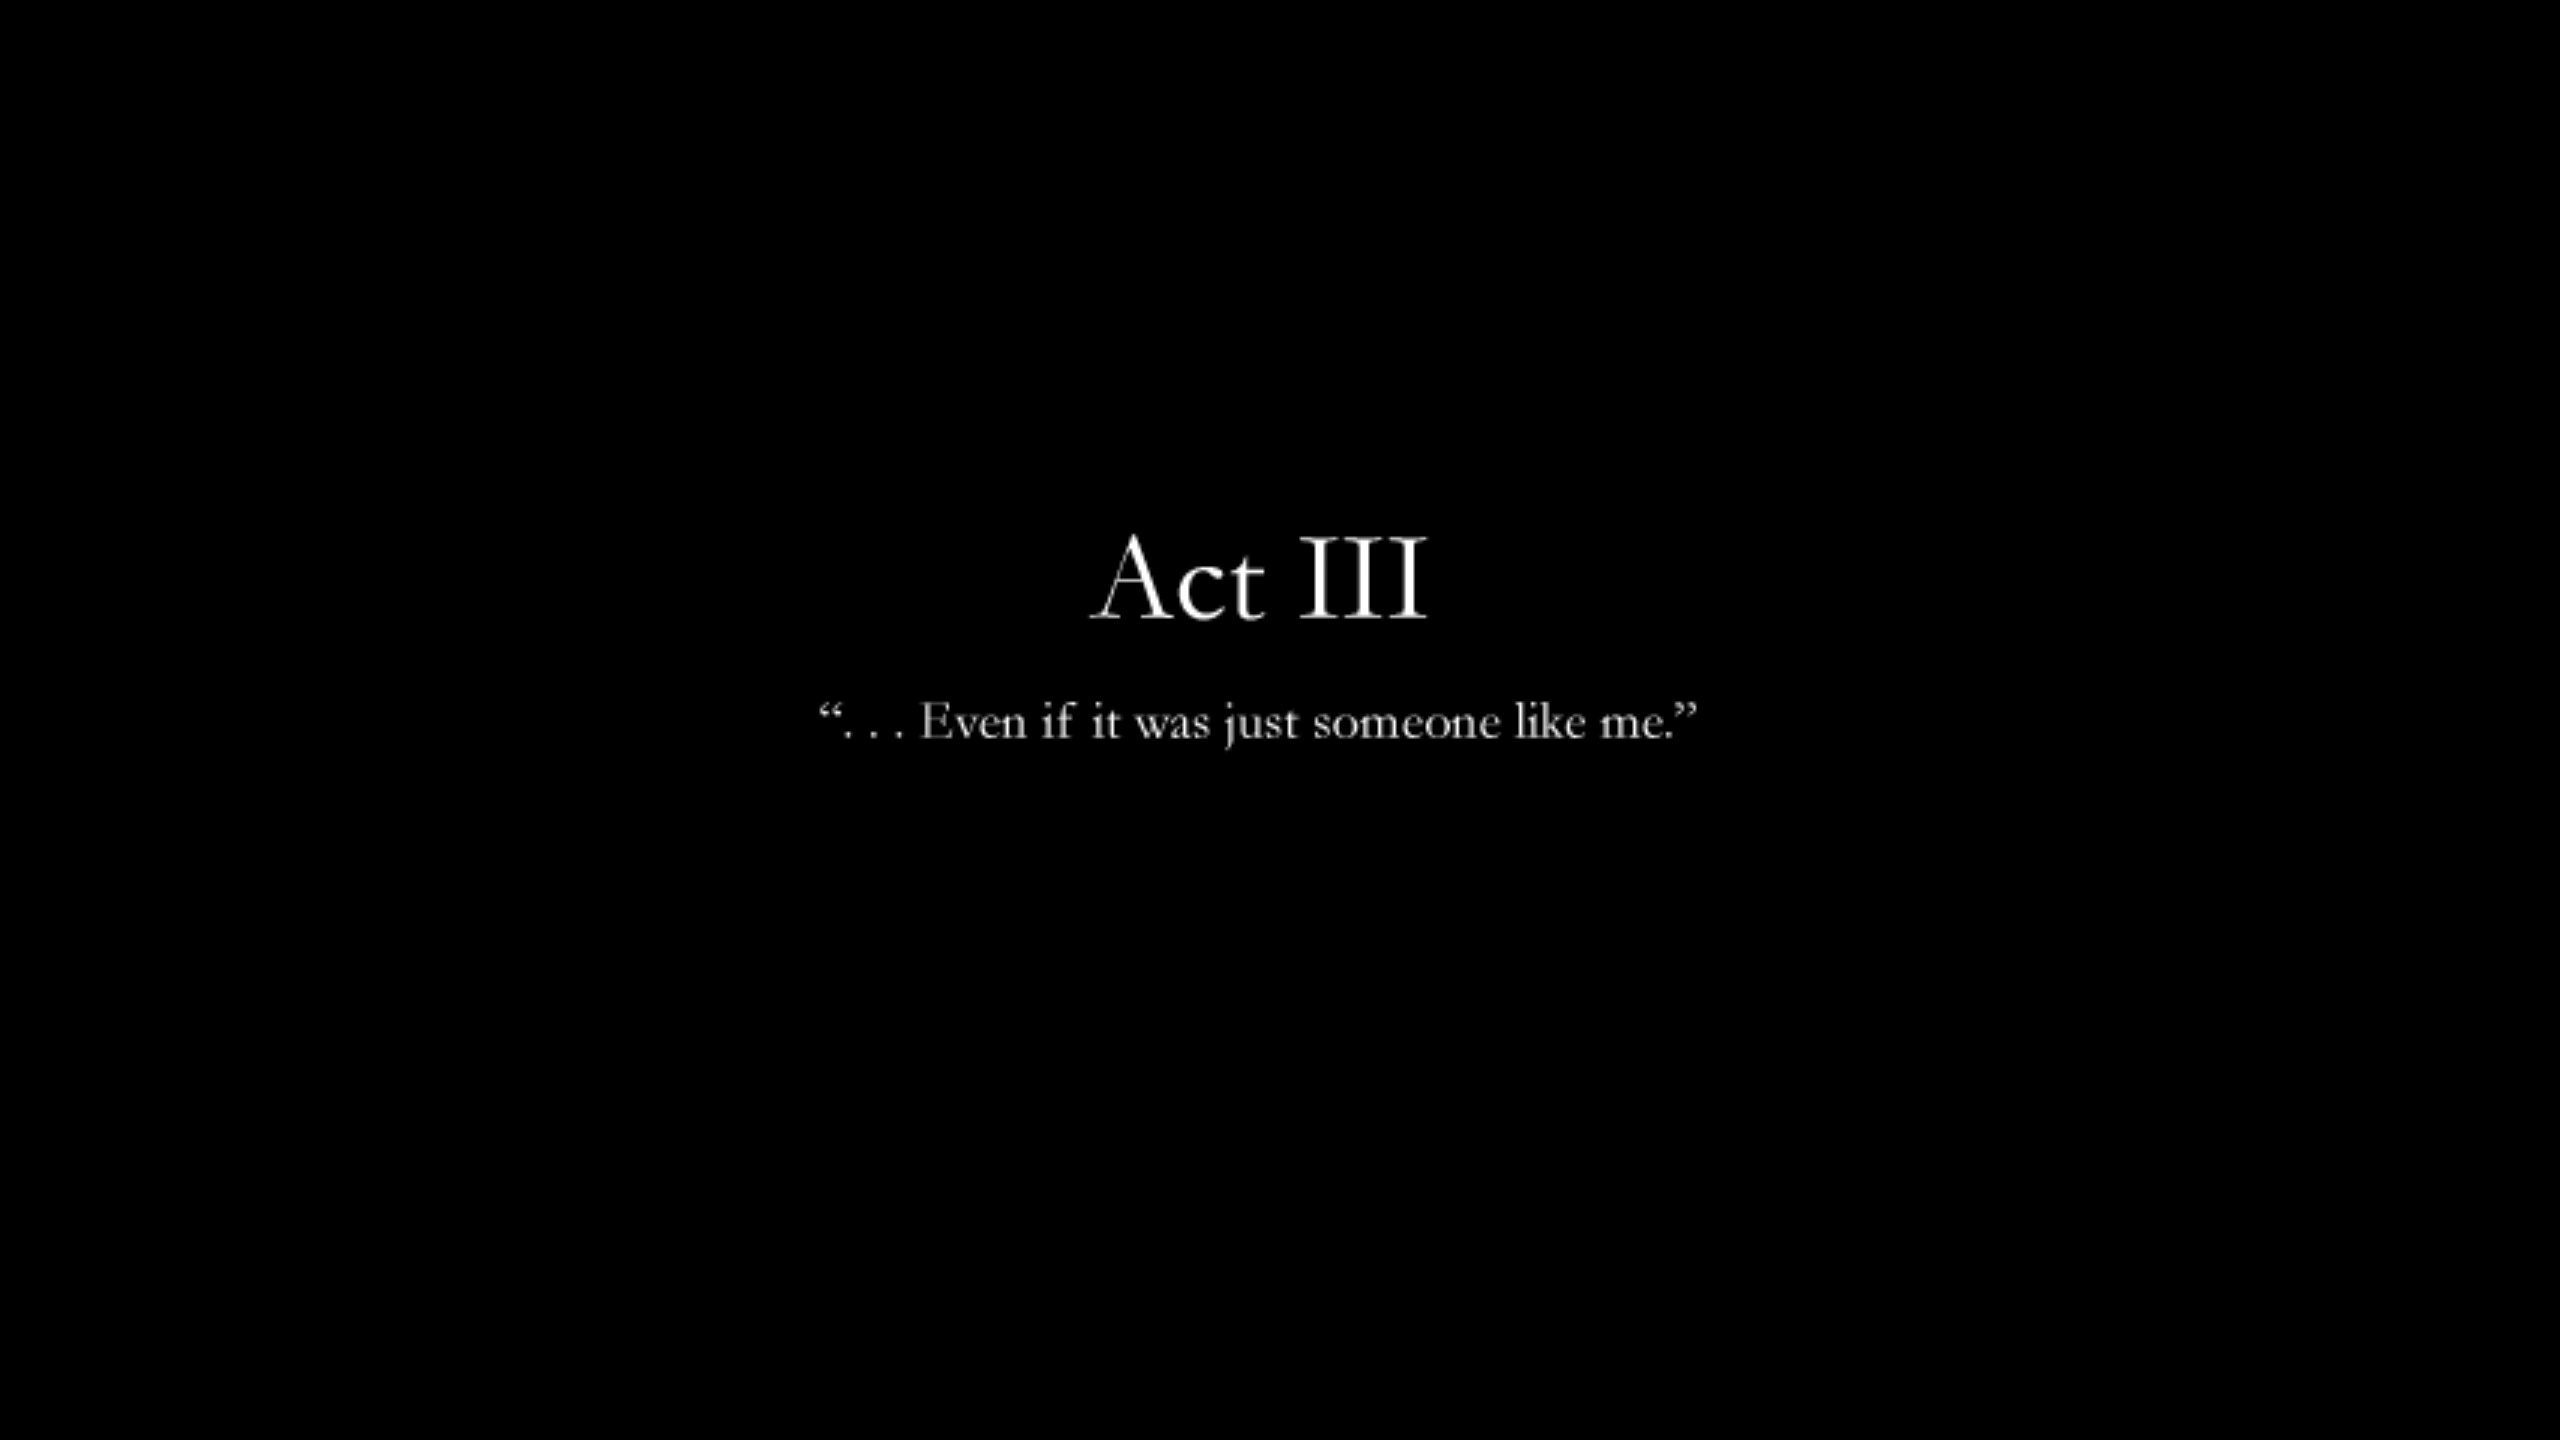 Act III
“. . . Even if it was just someone like me.”